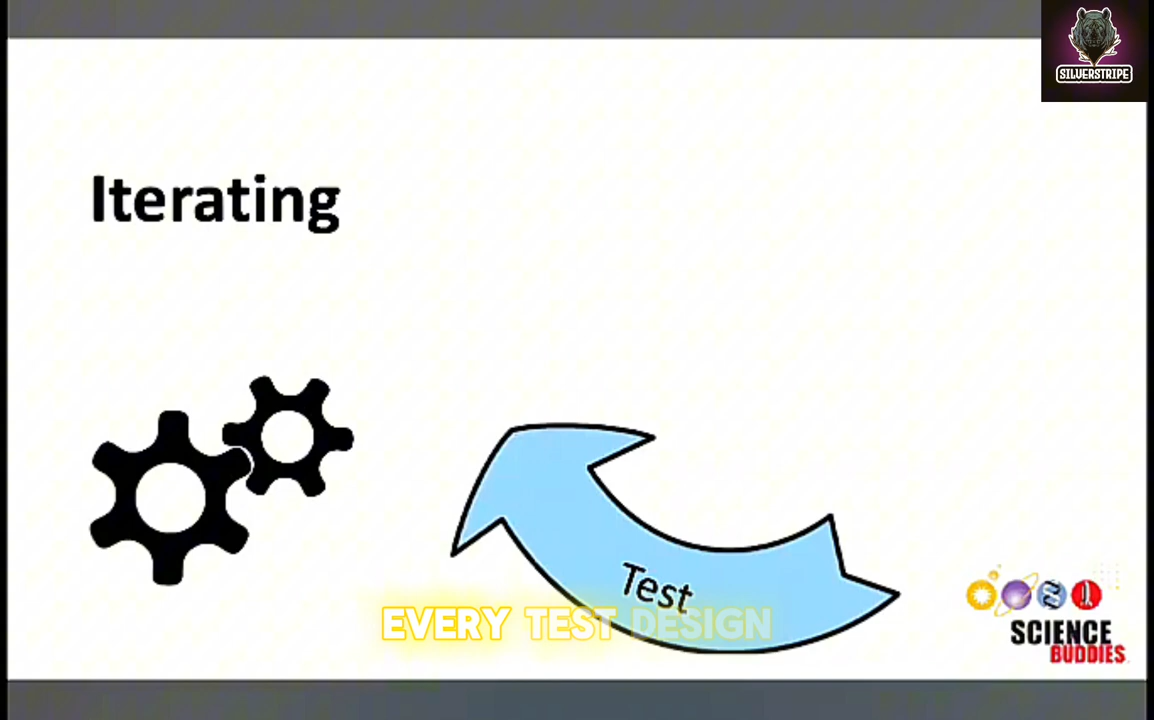 SILVERSTRIPE
Iterating
Test
EVERY TEST DESIGN
SCIENCE
BUDDIES